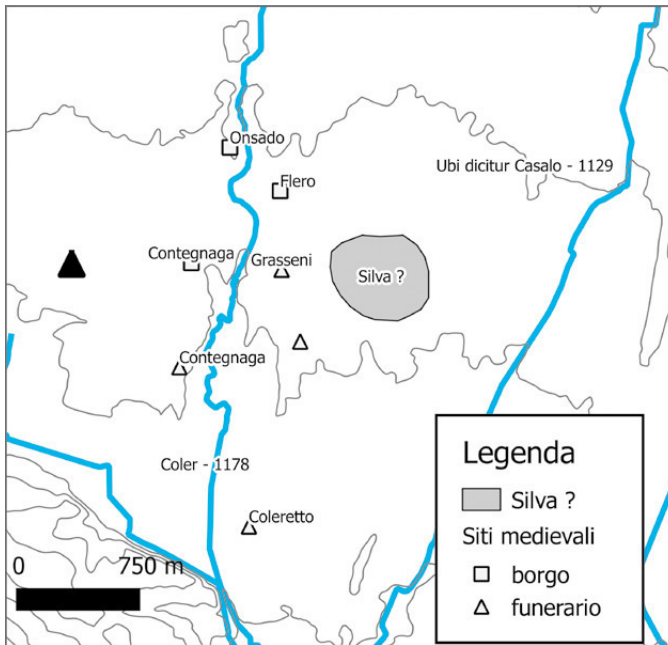 Onsado
Ubi dicitur Casalo - 1129
Flero
Contegnaga
Grasseni
Silva ?
Contegnaga
Coler - 1178
Coleretto
0 750 m
Legenda
Silva ?
Siti medievali
borgo
funerario